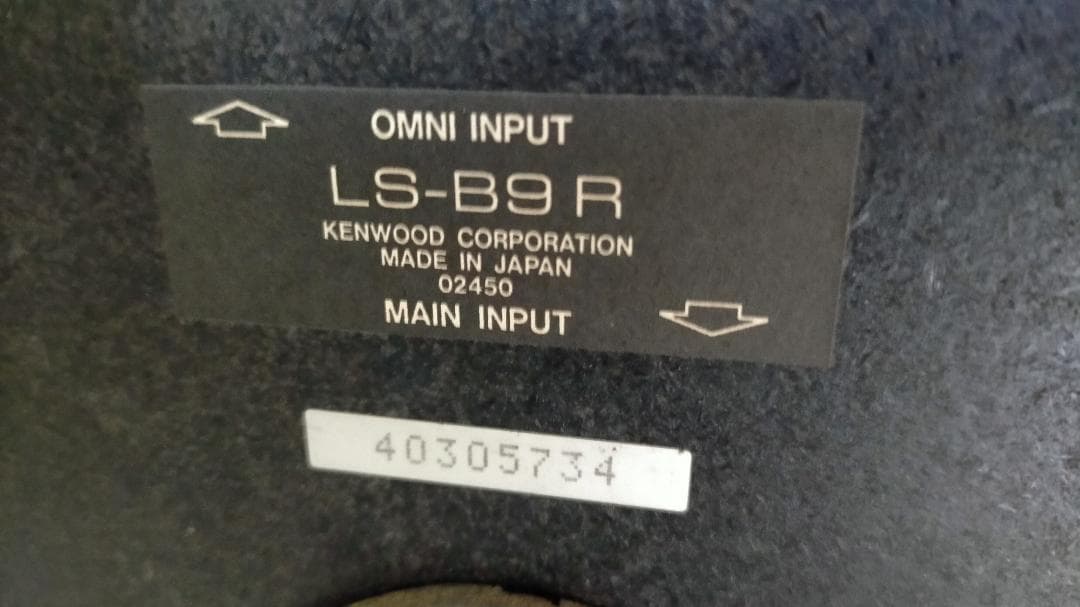 OMNI INPUT
LS-B9 R
KENWOOD CORPORATION
MADE IN JAPAN
02450
MAIN INPUT
40305734